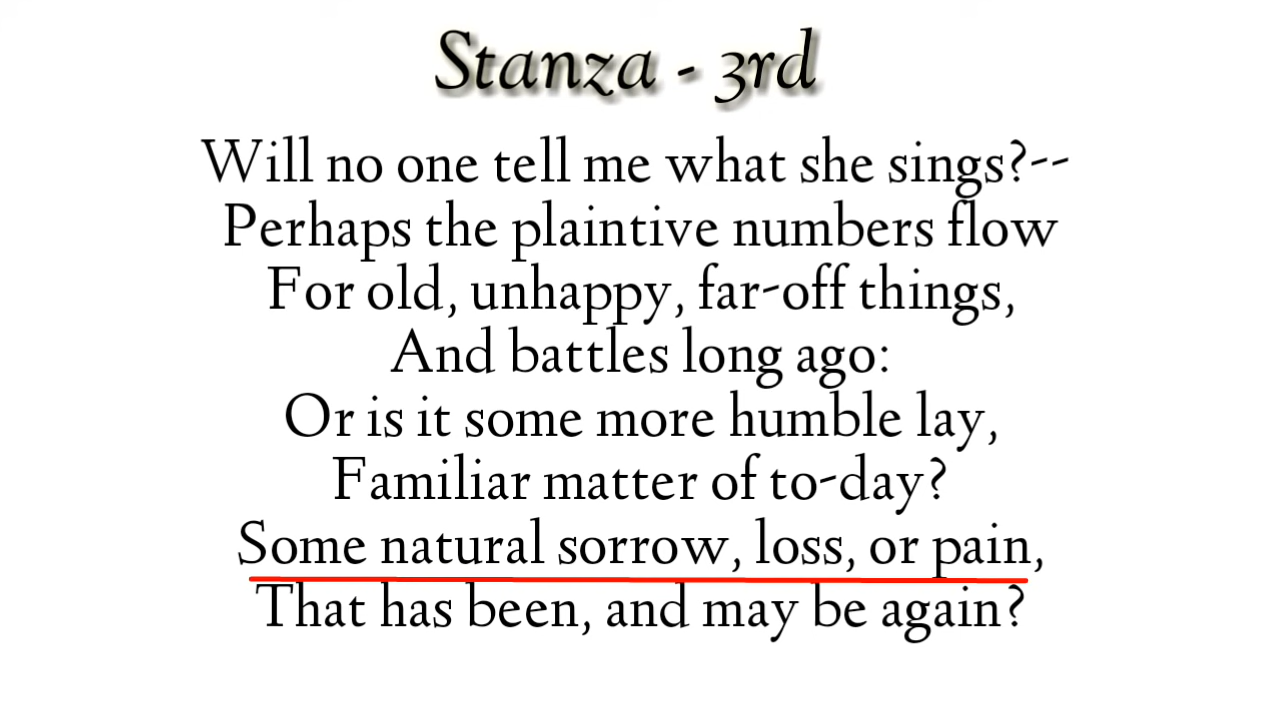 Stanza - 3rd
Will no one tell me what she sings?--
Perhaps the plaintive numbers flow
For old, unhappy, far-off things,
And battles long ago:
Or is it some more humble lay,
Familiar matter of to-day?
Some natural sorrow, loss, or pain,
That has been, and may be again?